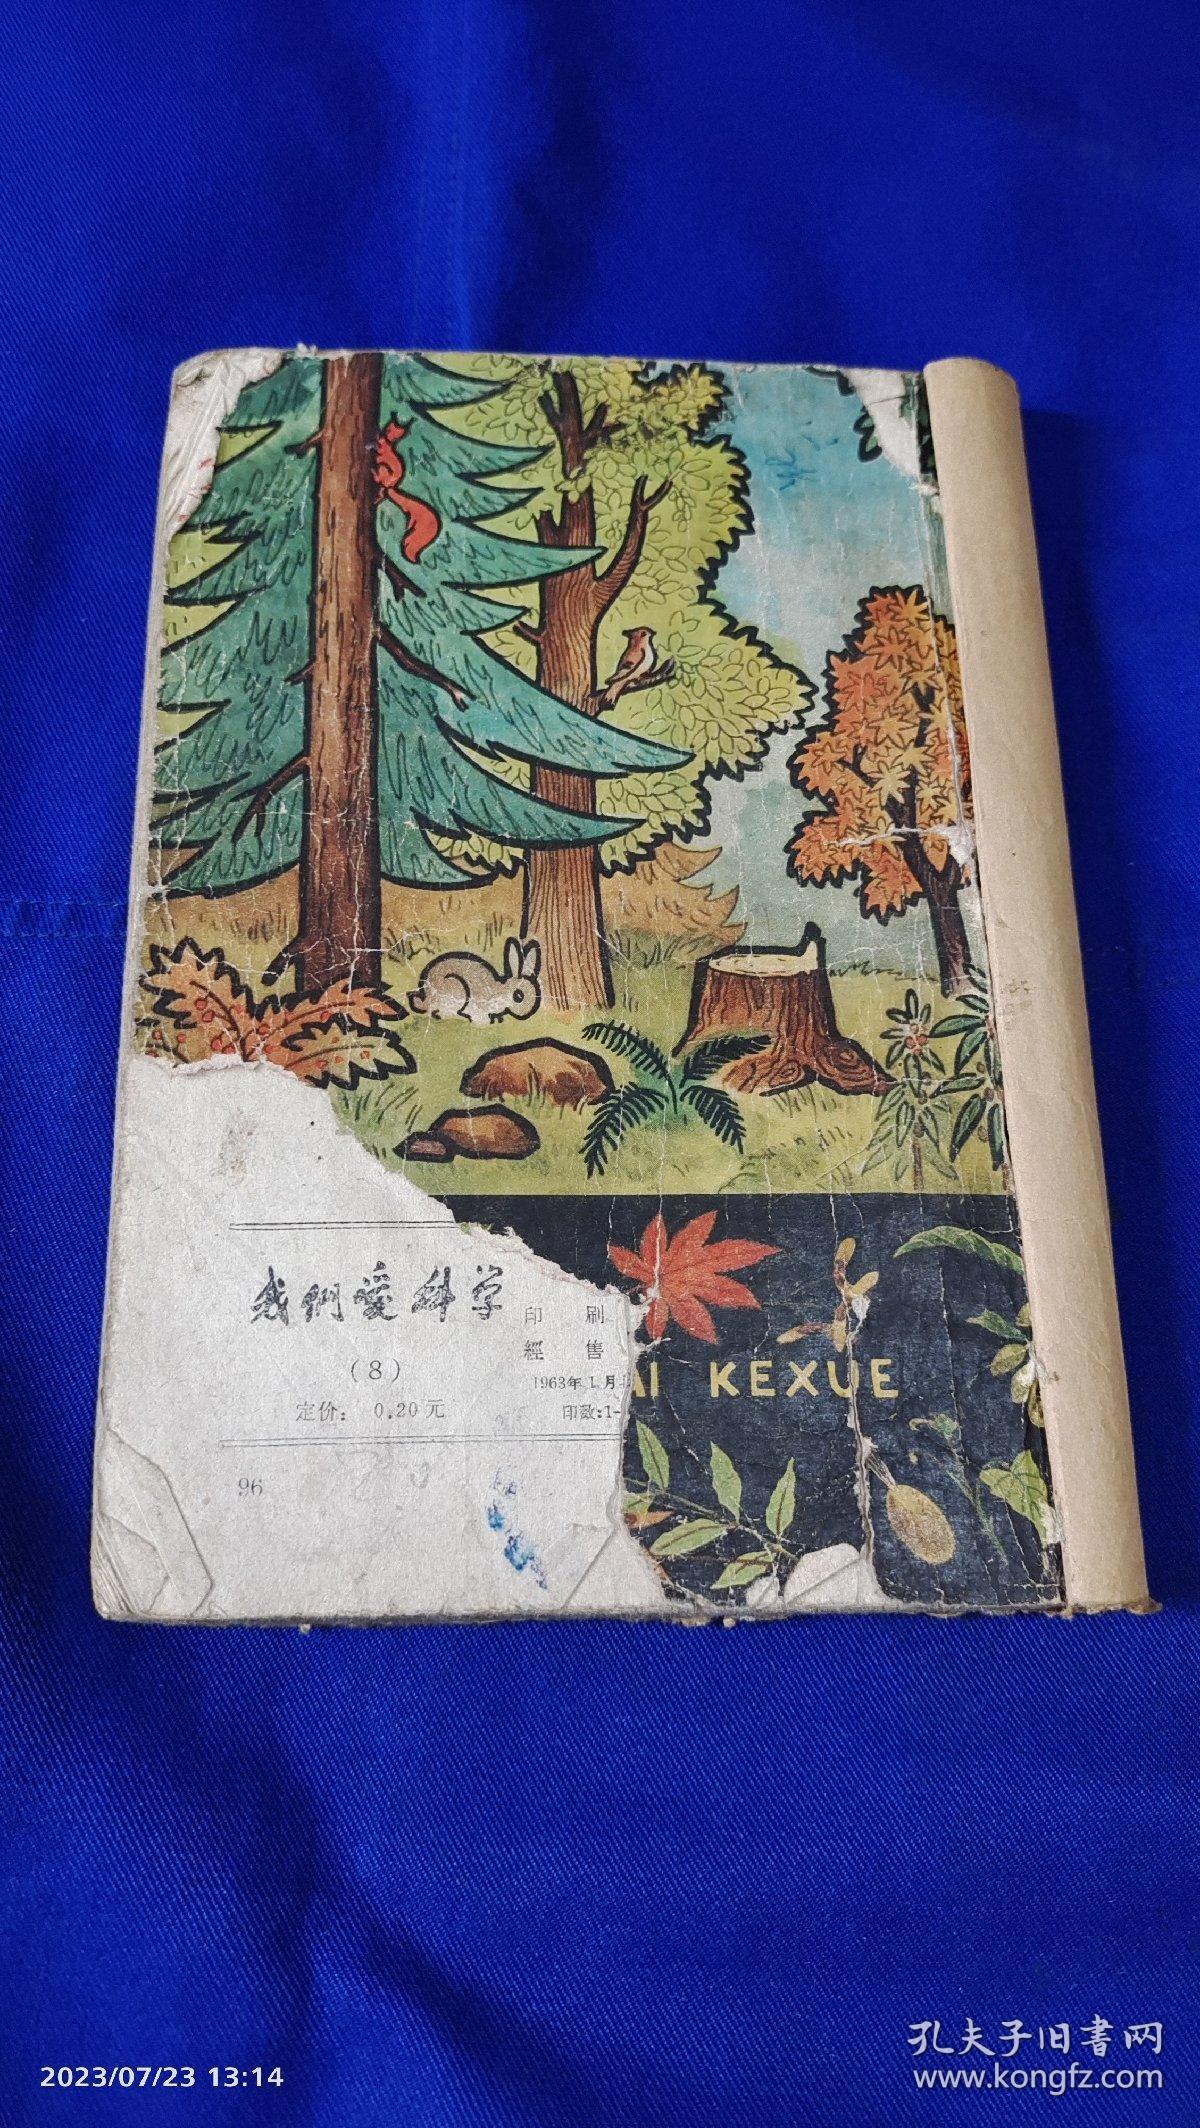 我們爱科学
(8)
定价: 0.20元
印 刷
經 售
1963年1月
印数:1-
96
AI KEXUE
孔夫子旧書网
www.kongfz.com
2023/07/23 13:14